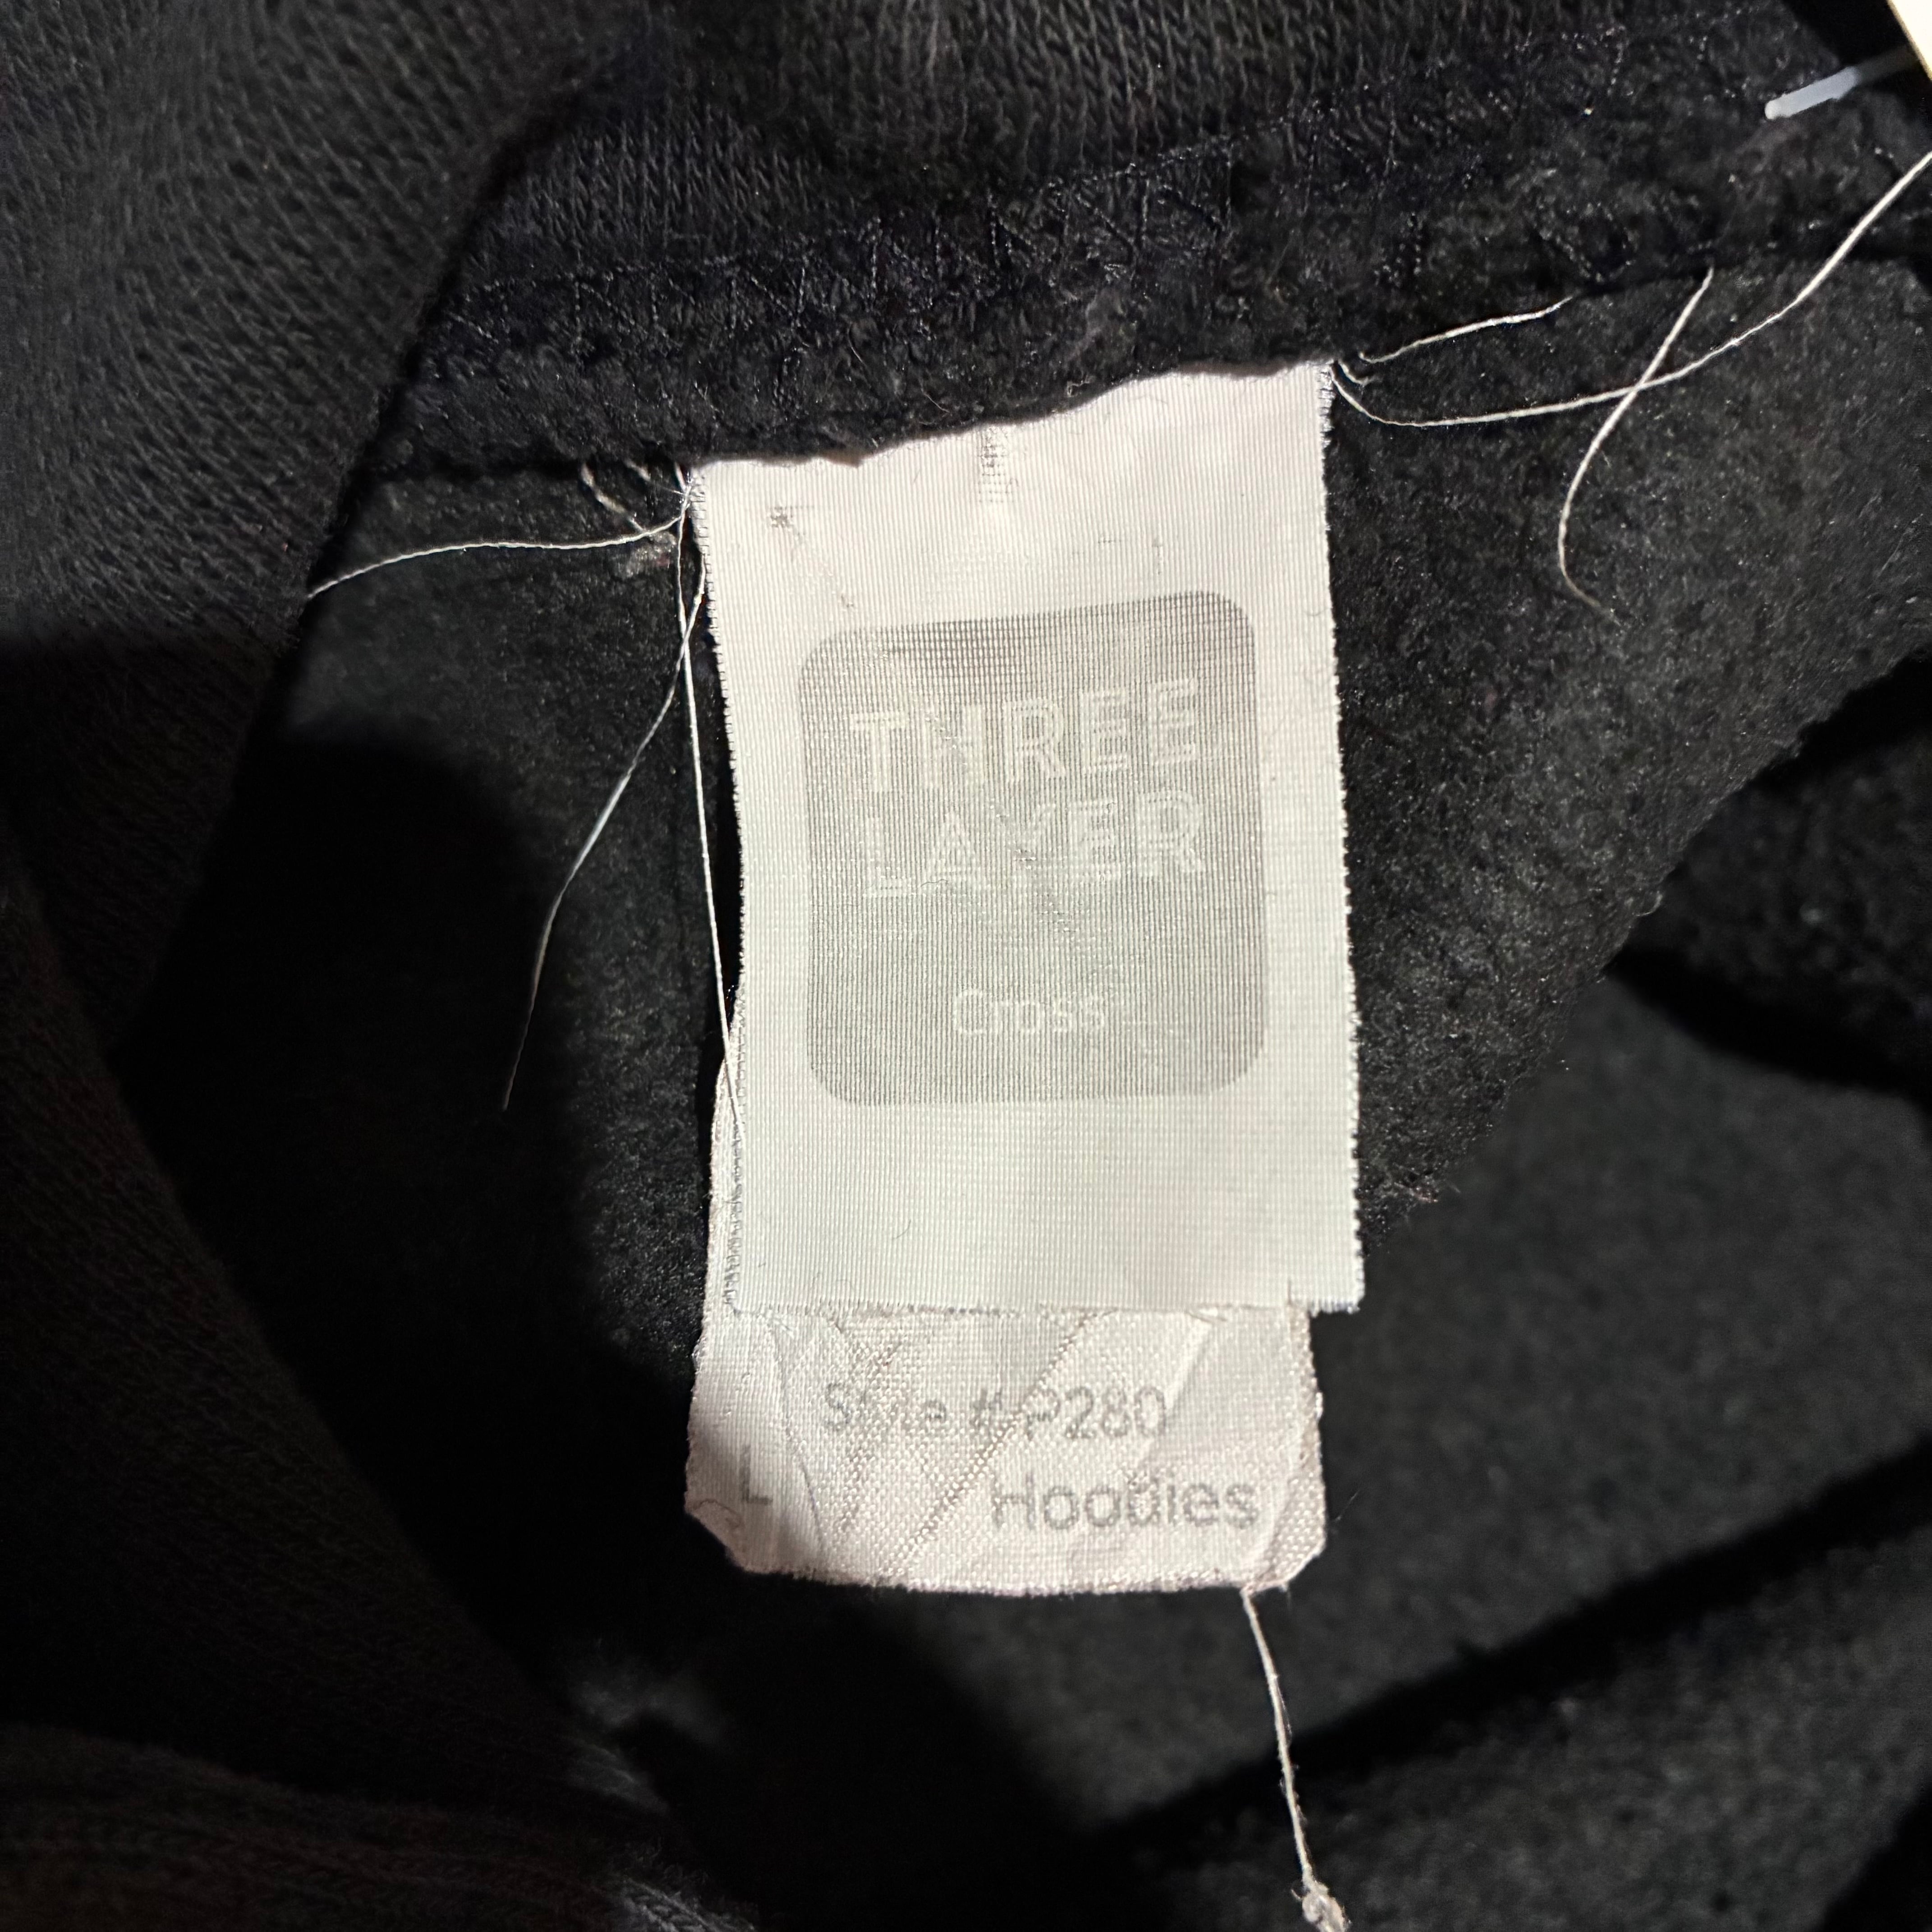 THREE
LAYER
Cross
Style # P280
L Hoodies